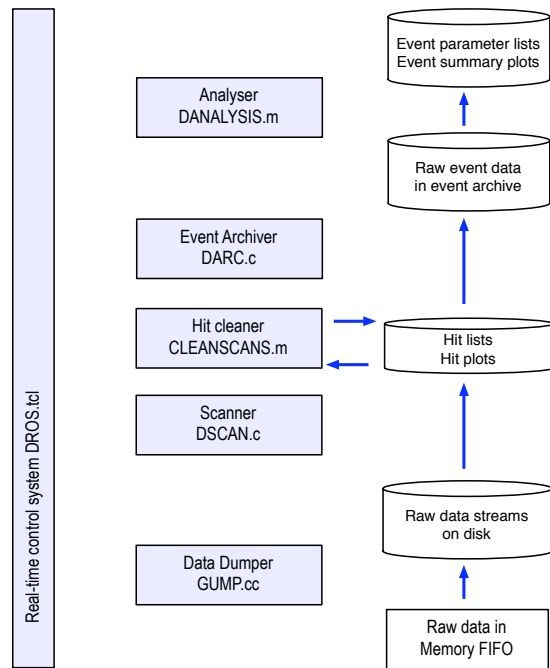 Event parameter lists
Event summary plots
Analyser
DANALYSIS.m
Raw event data
in event archive
Event Archiver
DARC.c
Hit cleaner
CLEANSCANS.m
Hit lists
Hit plots
Scanner
DSCAN.c
Raw data streams
on disk
Data Dumper
GUMP.cc
Raw data in
Memory FIFO
Real-time control system DROS.tcl